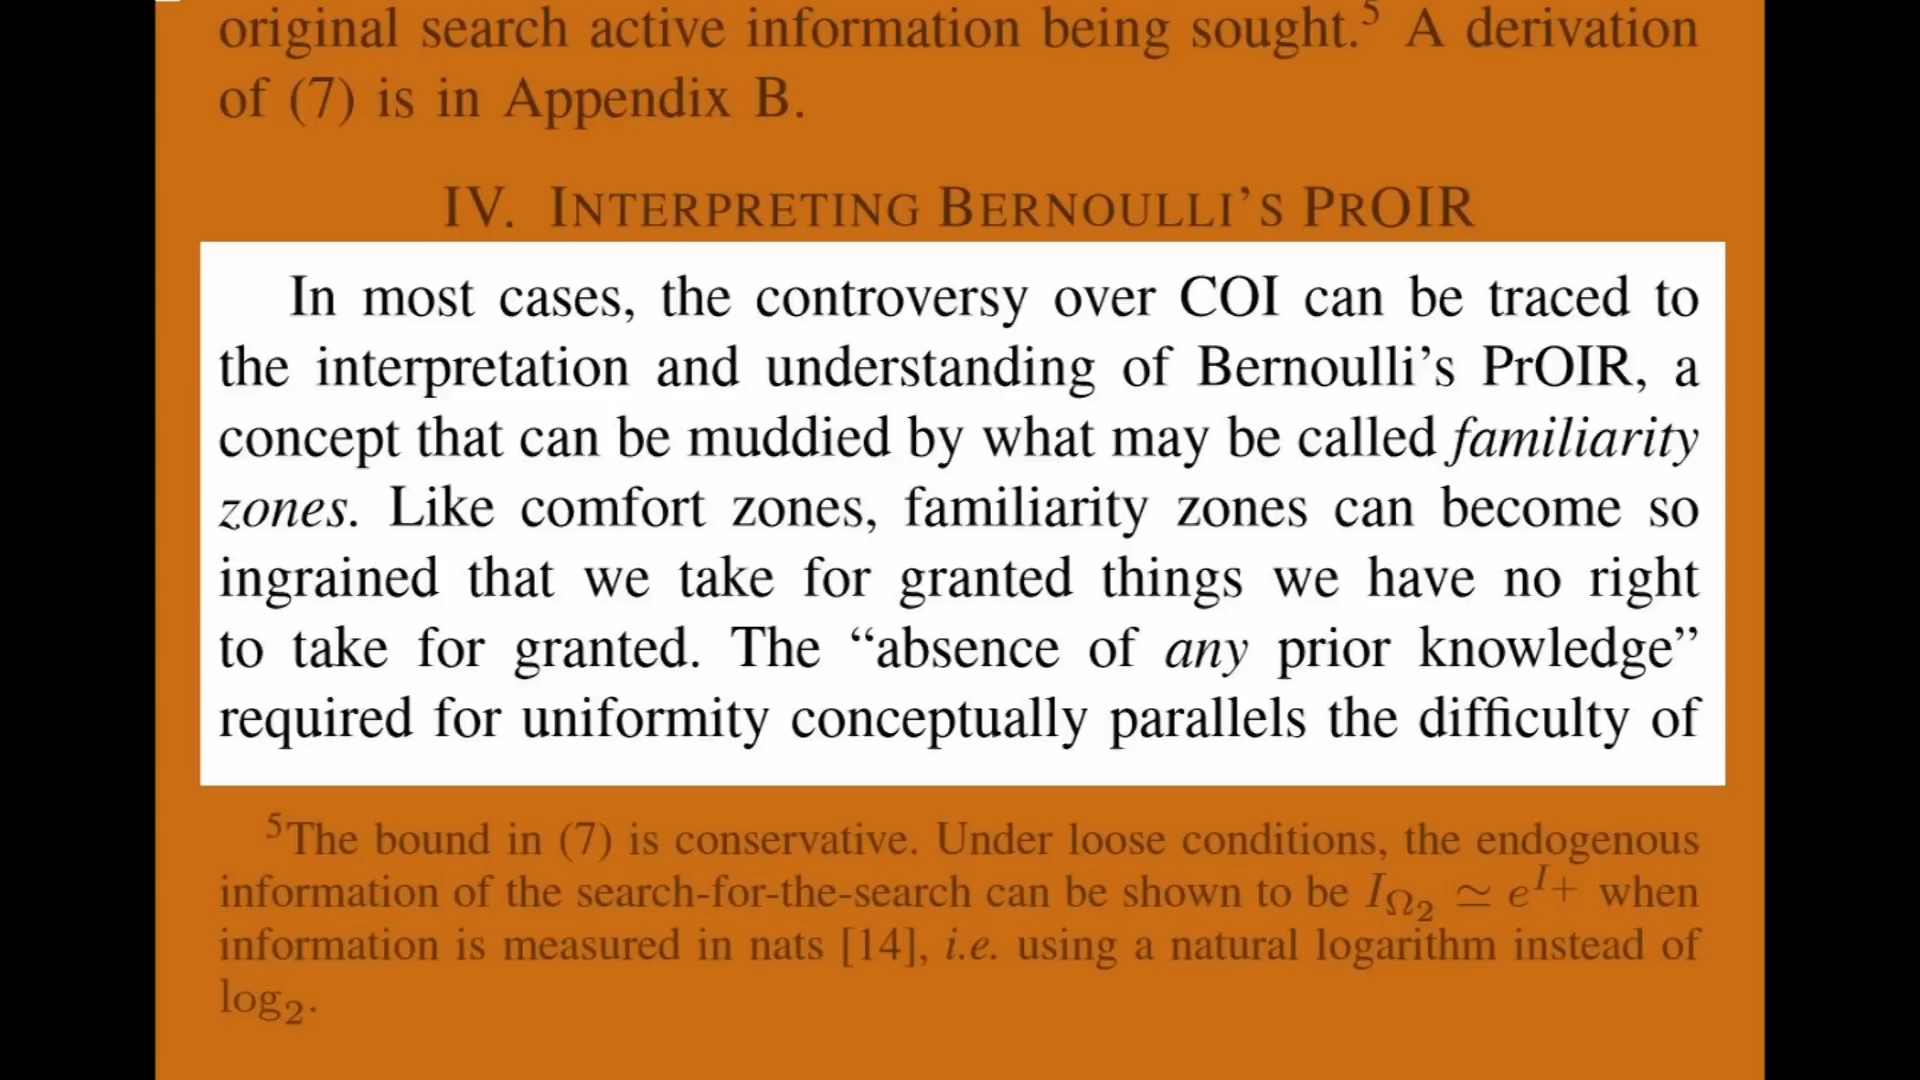 original search active information being sought.⁵ A derivation
of (7) is in Appendix B.
IV. INTERPRETING BERNOULLI'S PROIR
In most cases, the controversy over COI can be traced to
the interpretation and understanding of Bernoulli's PrOIR, a
concept that can be muddied by what may be called familiarity
zones. Like comfort zones, familiarity zones can become so
ingrained that we take for granted things we have no right
to take for granted. The “absence of any prior knowledge”
required for uniformity conceptually parallels the difficulty of
⁵The bound in (7) is conservative. Under loose conditions, the endogenous
information of the search-for-the-search can be shown to be I_Ω₂ ≃ e^I₊ when
information is measured in nats [14], i.e. using a natural logarithm instead of
log₂.